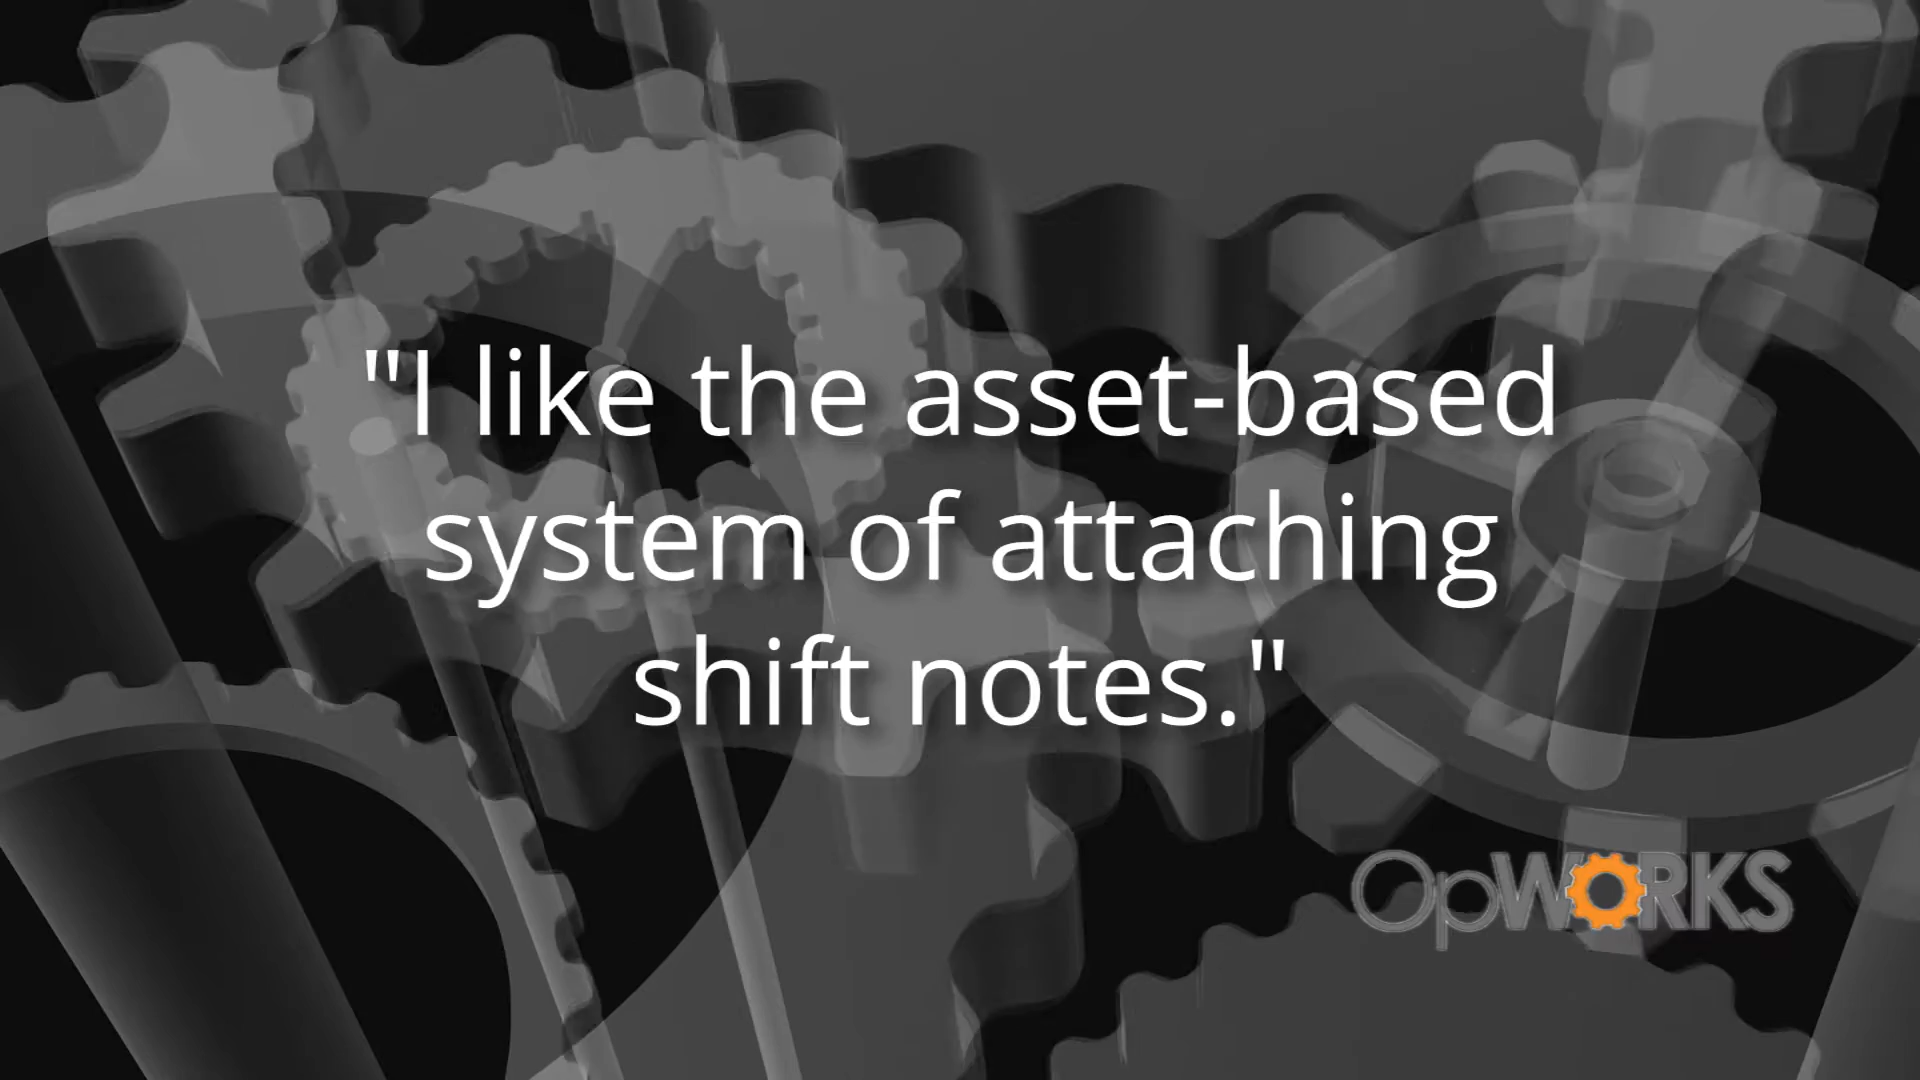 "I like the asset-based
system of attaching
shift notes."
OpWORKS